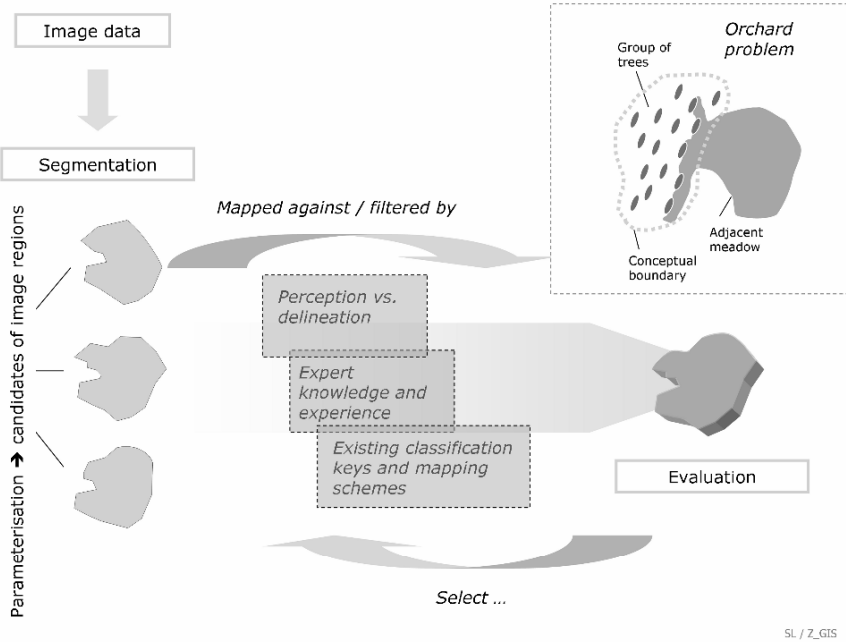 Image data
Segmentation
Parameterisation ➔ candidates of image regions
Mapped against / filtered by
Perception vs.
delineation
Expert
knowledge and
experience
Existing classification
keys and mapping
schemes
Select ...
Orchard
problem
Group of
trees
Adjacent
meadow
Conceptual
boundary
Evaluation
SL / Z_GIS